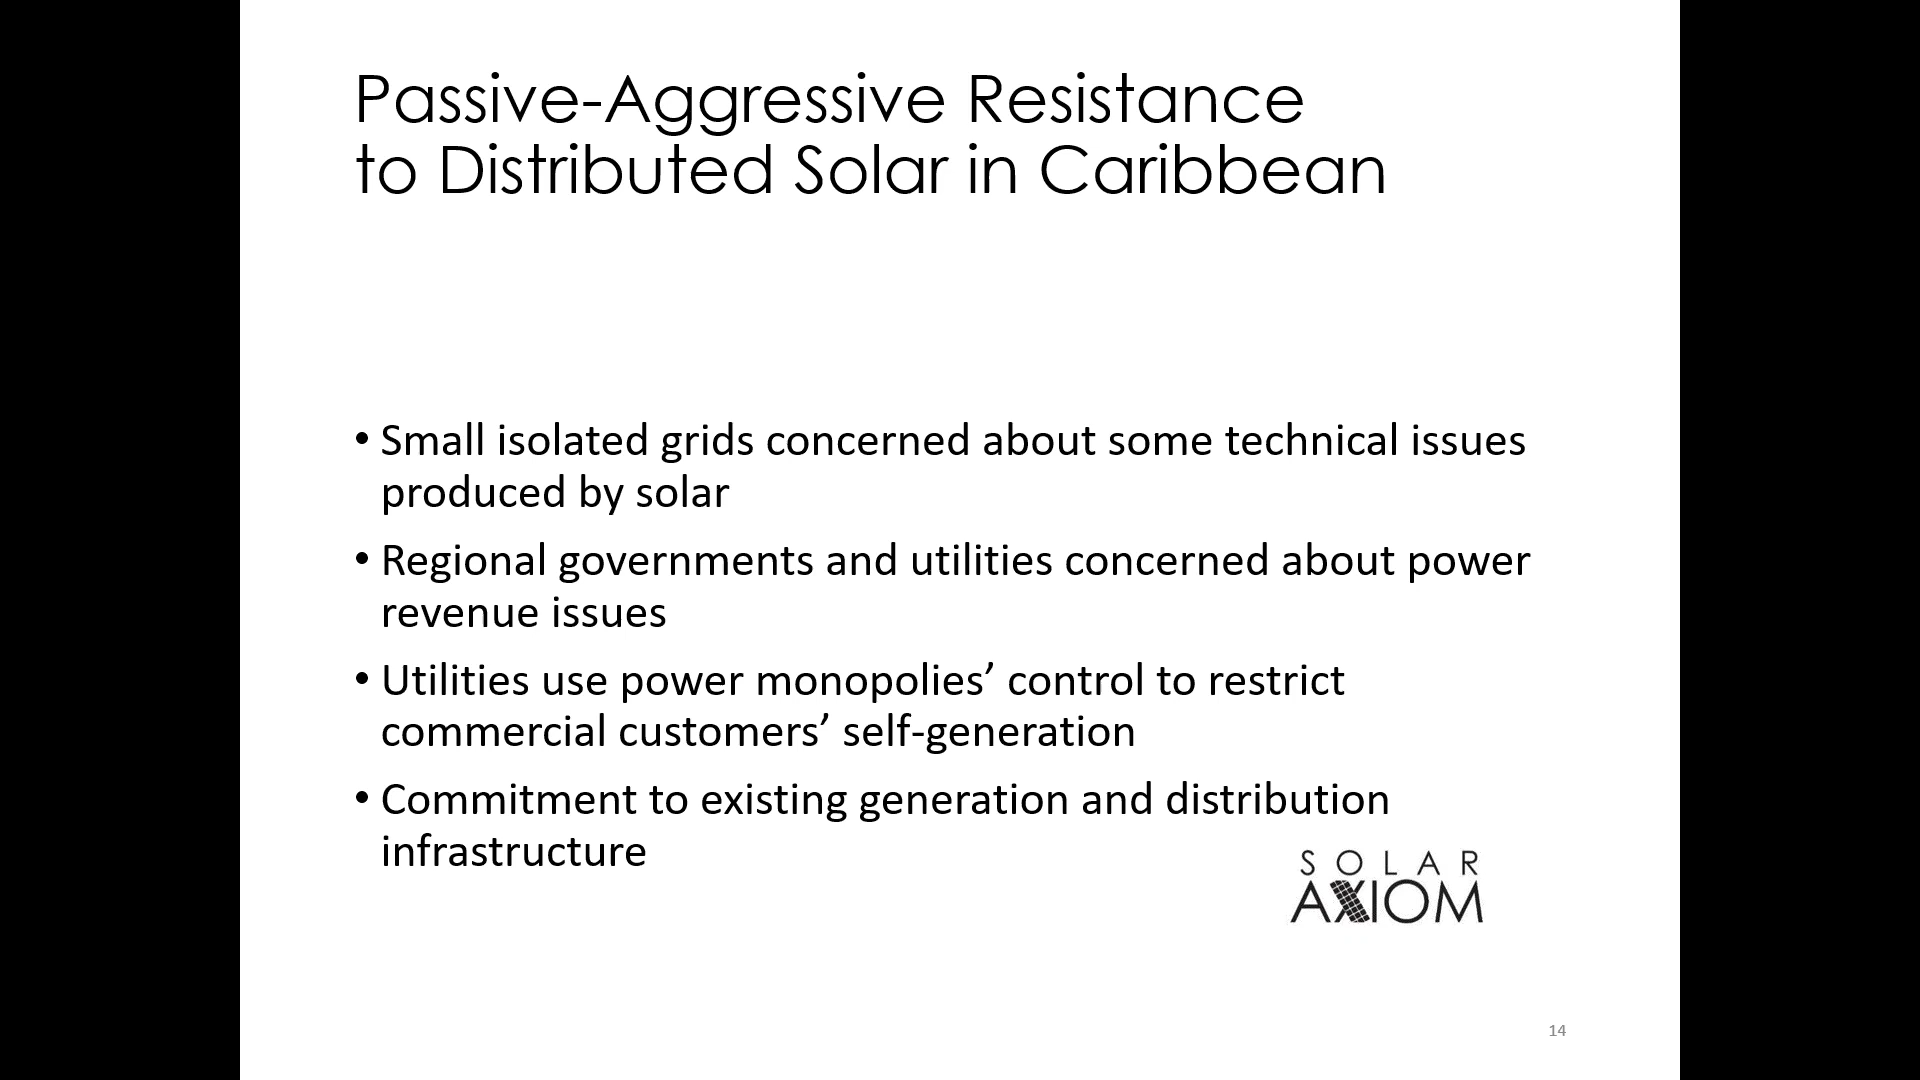 Passive-Aggressive Resistance
to Distributed Solar in Caribbean
• Small isolated grids concerned about some technical issues
produced by solar
• Regional governments and utilities concerned about power
revenue issues
• Utilities use power monopolies’ control to restrict
commercial customers’ self-generation
• Commitment to existing generation and distribution
infrastructure
SOLAR
AXIOM
14